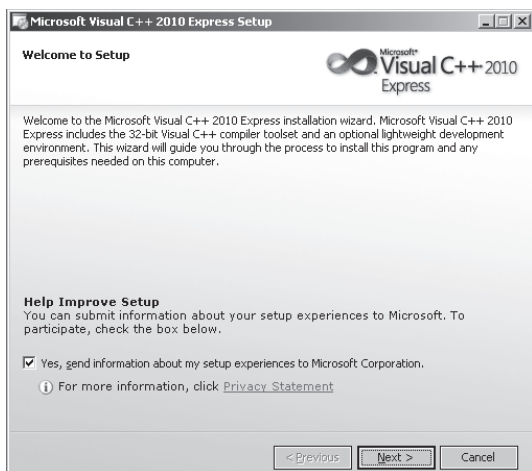 Microsoft Visual C++ 2010 Express Setup
Welcome to Setup
Microsoft®
Visual C++ 2010
Express
Welcome to the Microsoft Visual C++ 2010 Express installation wizard. Microsoft Visual C++ 2010
Express includes the 32-bit Visual C++ compiler toolset and an optional lightweight development
environment. This wizard will guide you through the process to install this program and any
prerequisites needed on this computer.
Help Improve Setup
You can submit information about your setup experiences to Microsoft. To
participate, check the box below.
Yes, send information about my setup experiences to Microsoft Corporation.
For more information, click Privacy Statement
< Previous
Next >
Cancel